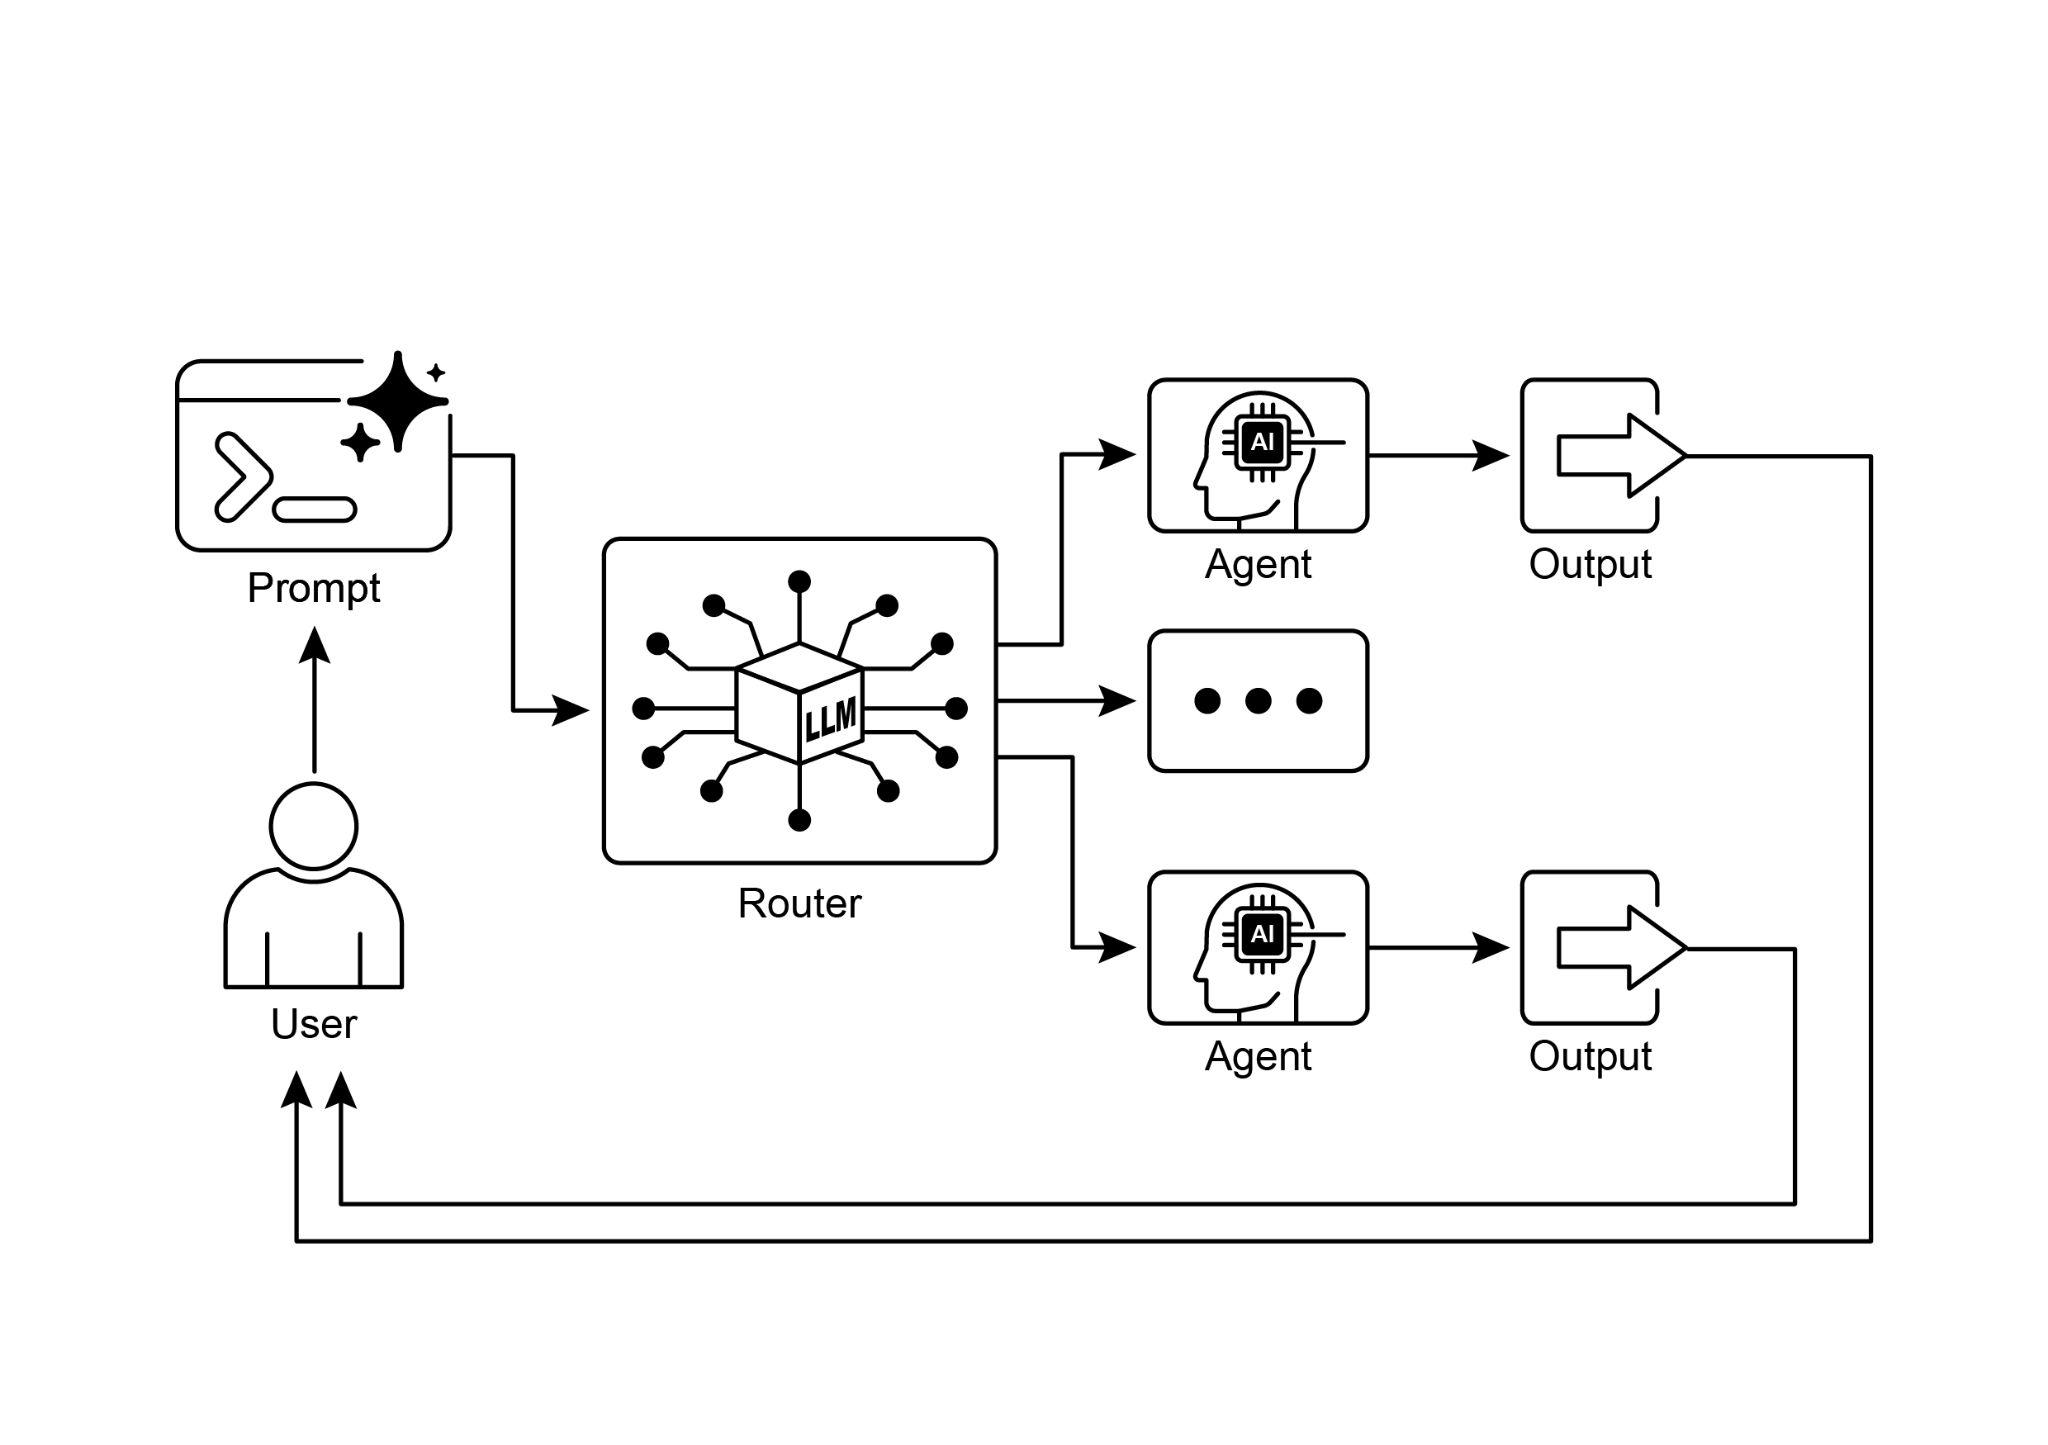 Prompt
User
LLM
Router
AI
Agent
Output
AI
Agent
Output